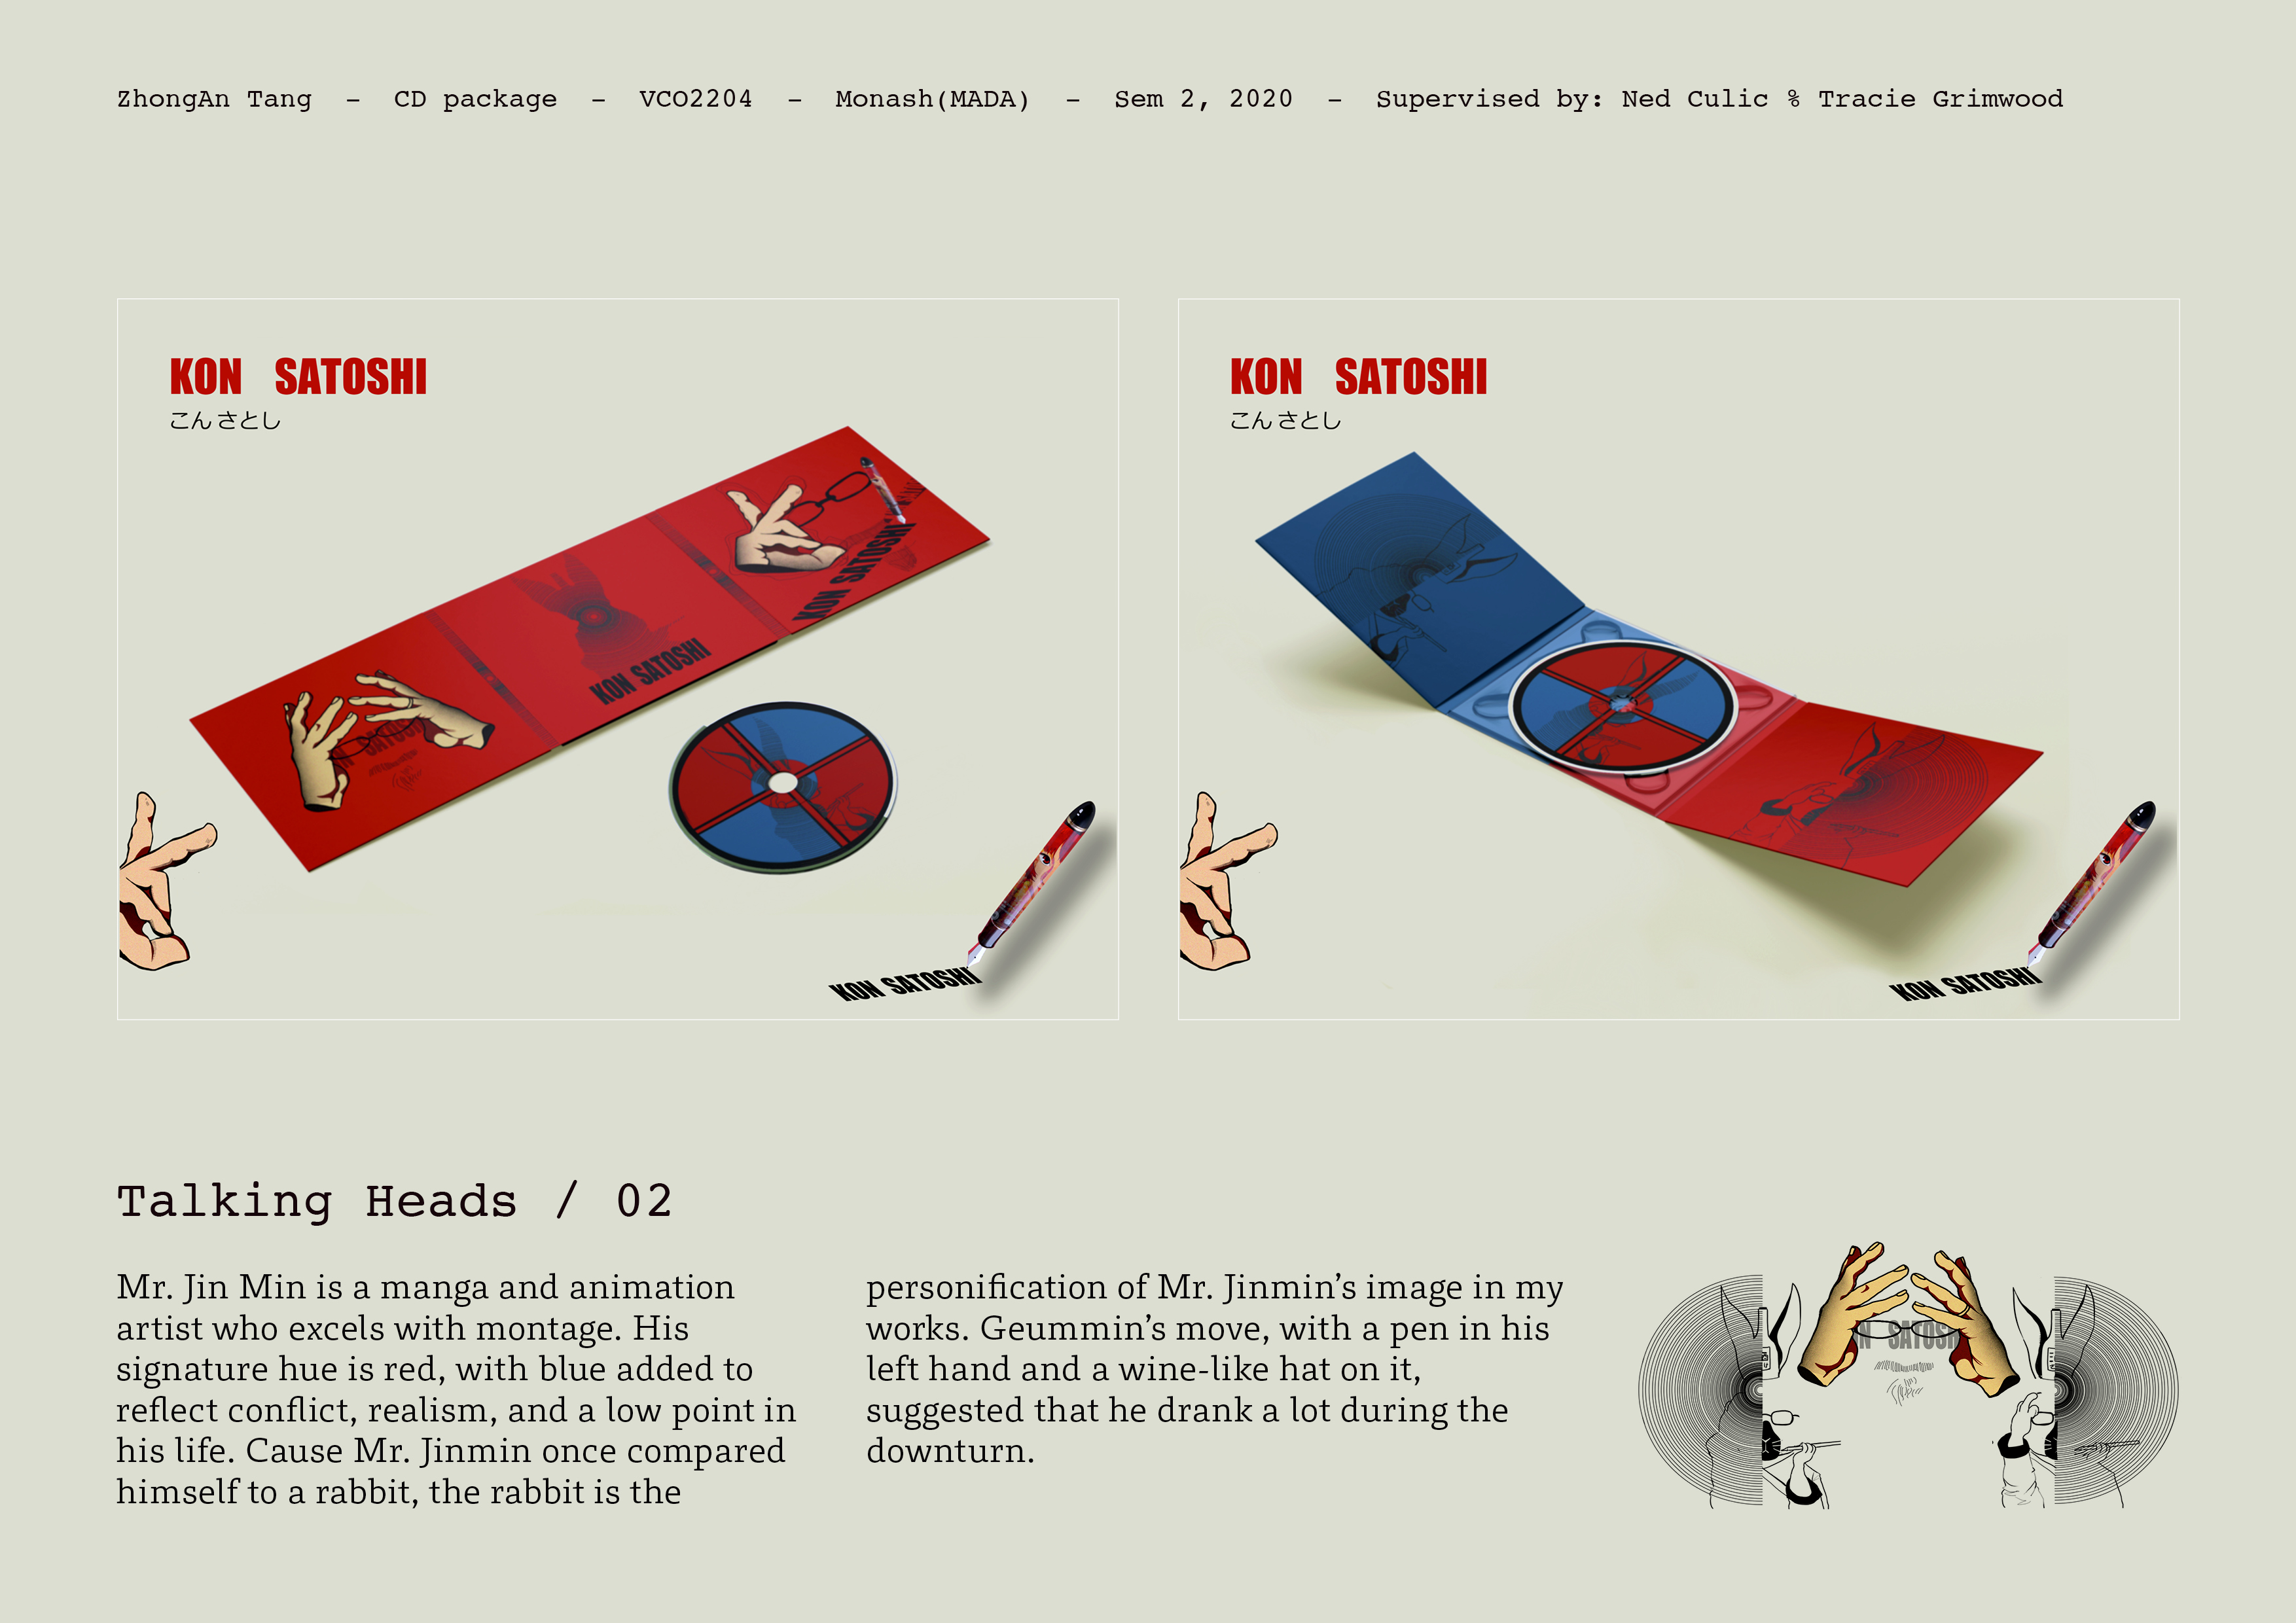 ZhongAn Tang – CD package – VCO2204 – Monash(MADA) – Sem 2, 2020 – Supervised by: Ned Culic % Tracie Grimwood
KON SATOSHI
こん さとし
KON SATOSHI
KON SATOSHI
N SATOSH
KON SATOSHI
KON SATOSHI
こん さとし
KON SATOSHI
Talking Heads / 02
Mr. Jin Min is a manga and animation
artist who excels with montage. His
signature hue is red, with blue added to
reflect conflict, realism, and a low point in
his life. Cause Mr. Jinmin once compared
himself to a rabbit, the rabbit is the
personification of Mr. Jinmin’s image in my
works. Geummin’s move, with a pen in his
left hand and a wine-like hat on it,
suggested that he drank a lot during the
downturn.
N SATOSH